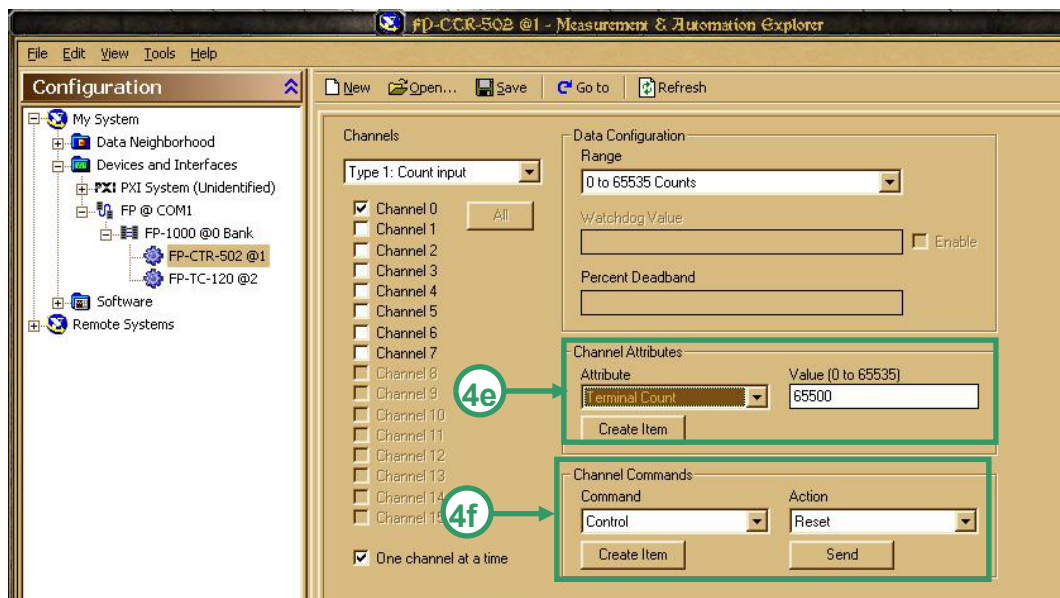 FP-CTR-502 @1 - Measurement & Automation Explorer
File Edit View Tools Help
Configuration
New Open... Save Go to Refresh
My System
Data Neighborhood
Devices and Interfaces
PXI PXI System (Unidentified)
FP @ COM1
FP-1000 @0 Bank
FP-CTR-502 @1
FP-TC-120 @2
Software
Remote Systems
Channels
Type 1: Count input
Channel 0
All
Channel 1
Channel 2
Channel 3
Channel 4
Channel 5
Channel 6
Channel 7
Channel 8
Channel 9
Channel 10
Channel 11
Channel 12
Channel 13
Channel 14
Channel 15
One channel at a time
Data Configuration
Range
0 to 65535 Counts
Watchdog Value
Enable
Percent Deadband
4e
Channel Attributes
Attribute Value (0 to 65535)
Terminal Count 65500
Create Item
4f
Channel Commands
Command Action
Control Reset
Create Item Send